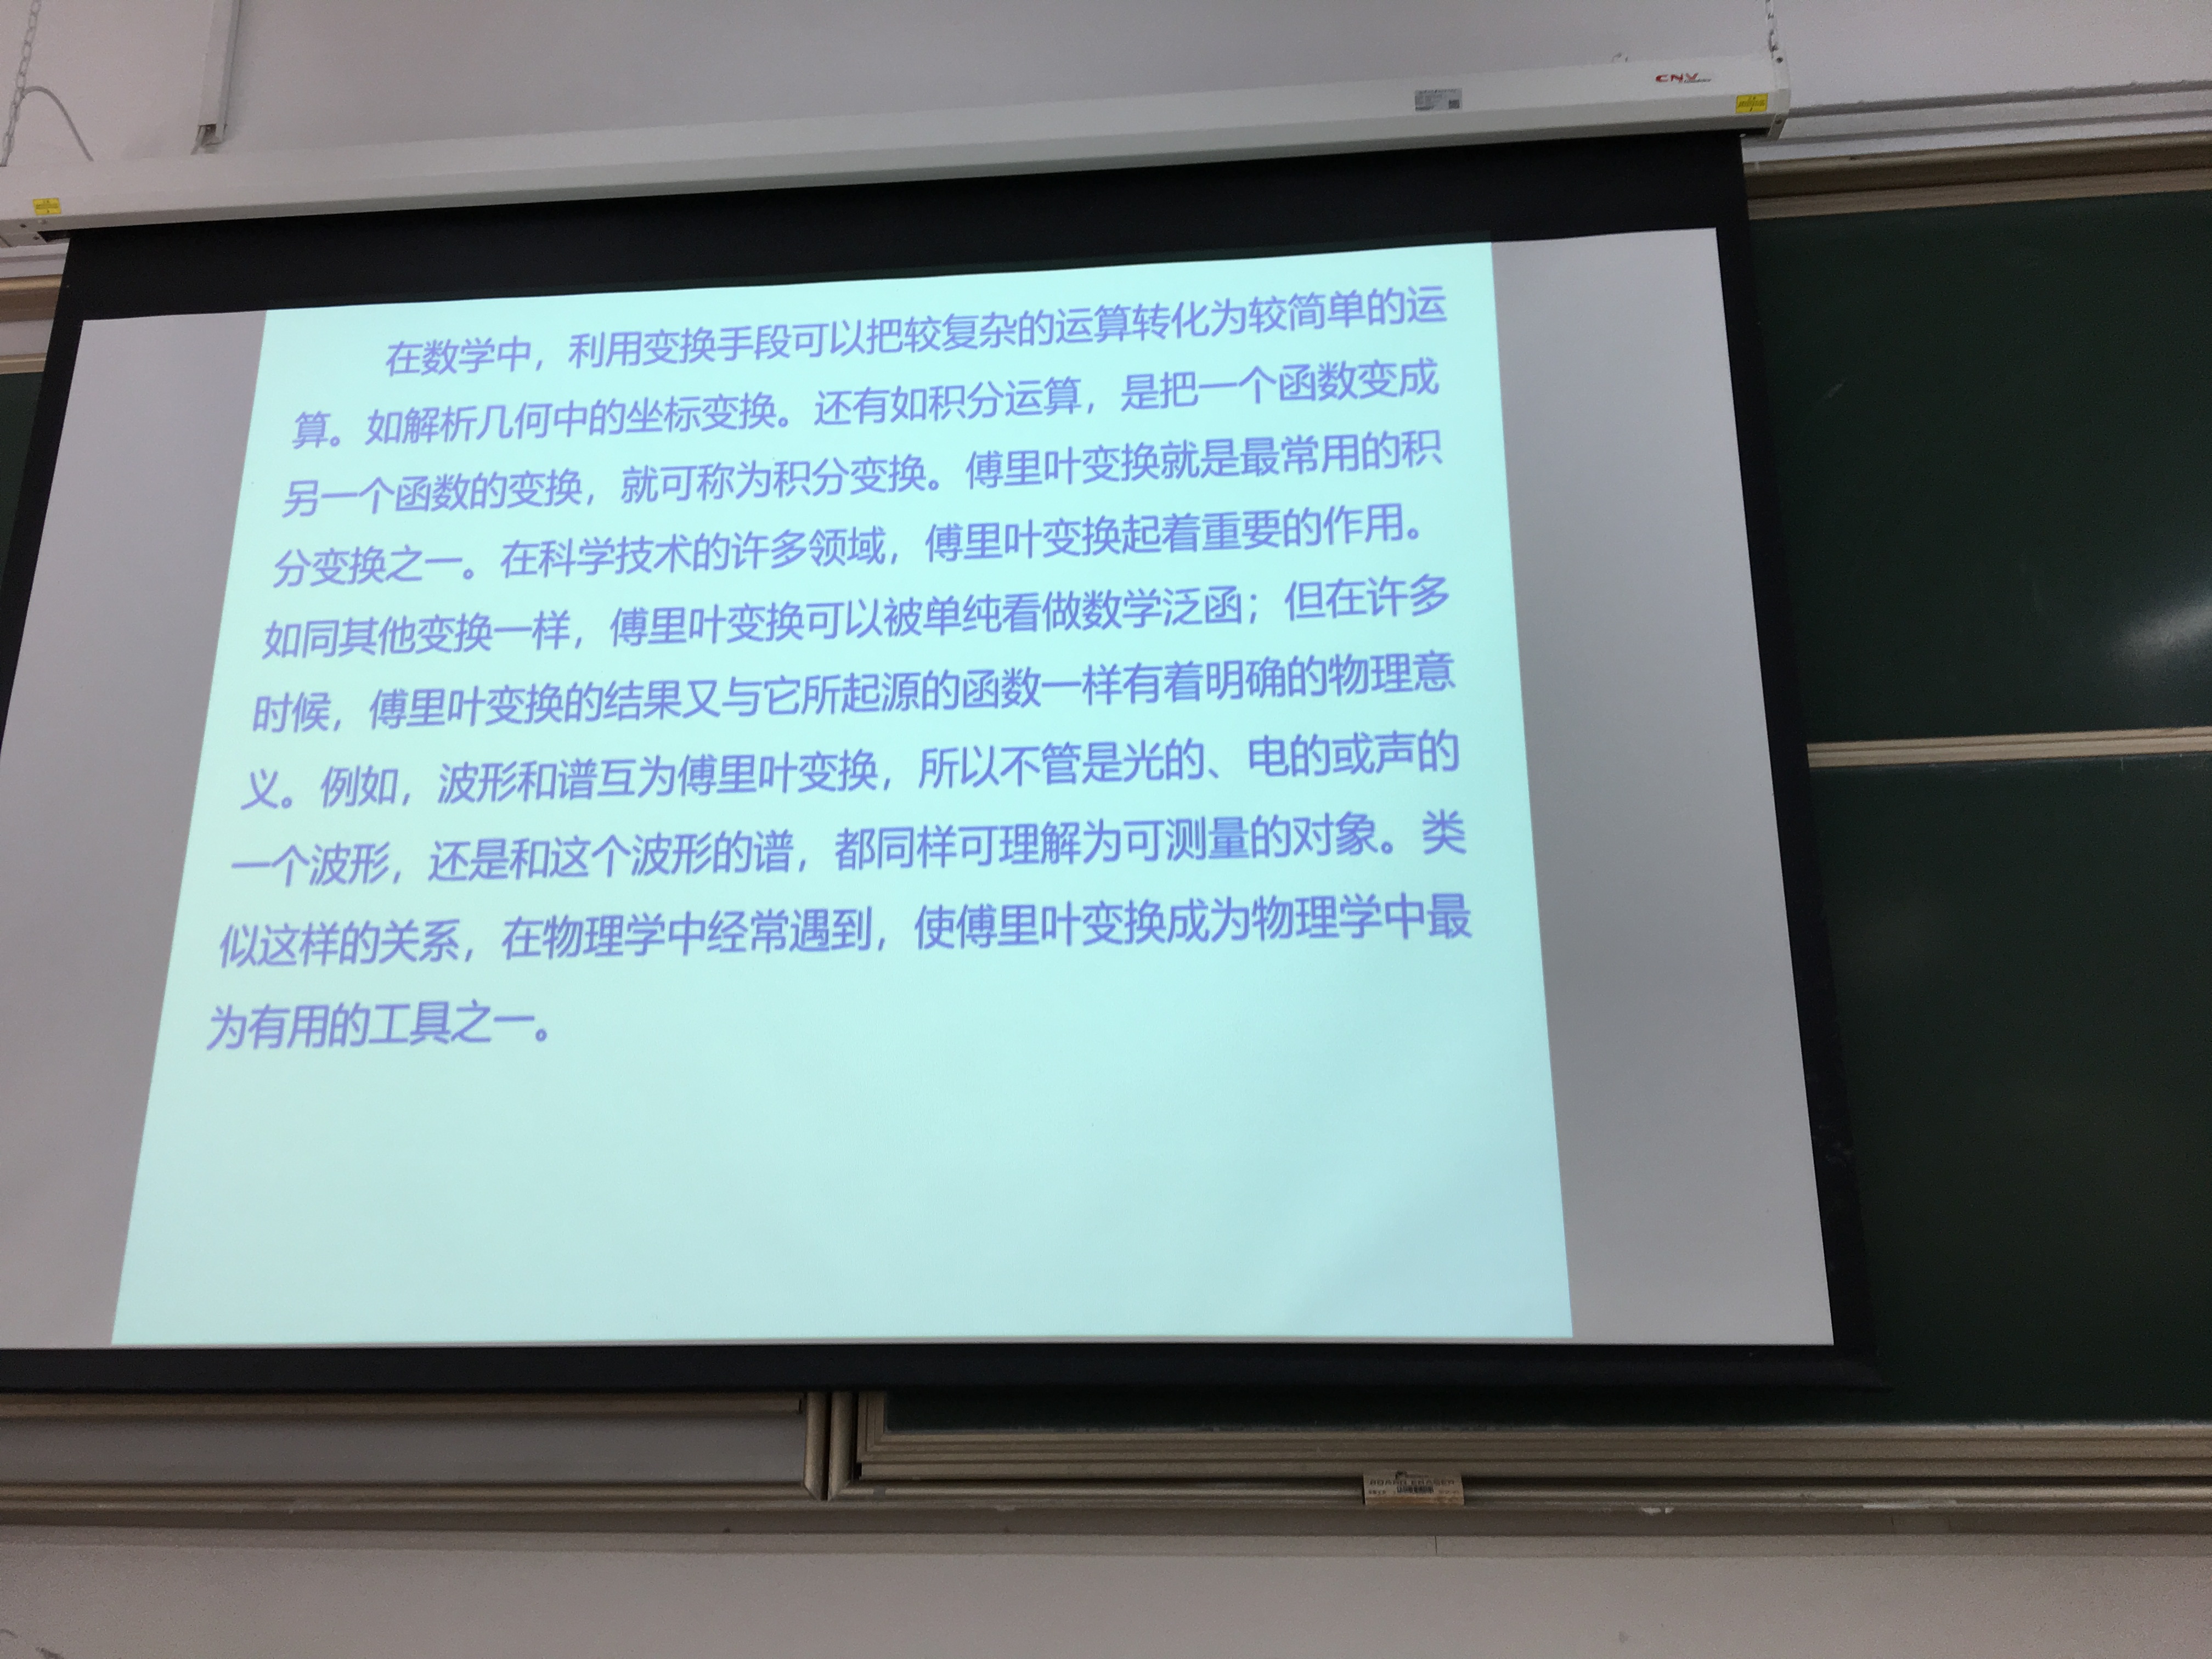 CNV
在数学中，利用变换手段可以把较复杂的运算转化为较简单的运
算。如解析几何中的坐标变换。还有如积分运算，是把一个函数变成
另一个函数的变换，就可称为积分变换。傅里叶变换就是最常用的积
分变换之一。在科学技术的许多领域，傅里叶变换起着重要的作用。
如同其他变换一样，傅里叶变换可以被单纯看做数学泛函；但在许多
时候，傅里叶变换的结果又与它所起源的函数一样有着明确的物理意
义。例如，波形和谱互为傅里叶变换，所以不管是光的、电的或声的
一个波形，还是和这个波形的谱，都同样可理解为可测量的对象。类
似这样的关系，在物理学中经常遇到，使傅里叶变换成为物理学中最
为有用的工具之一。
BOARD ERASER